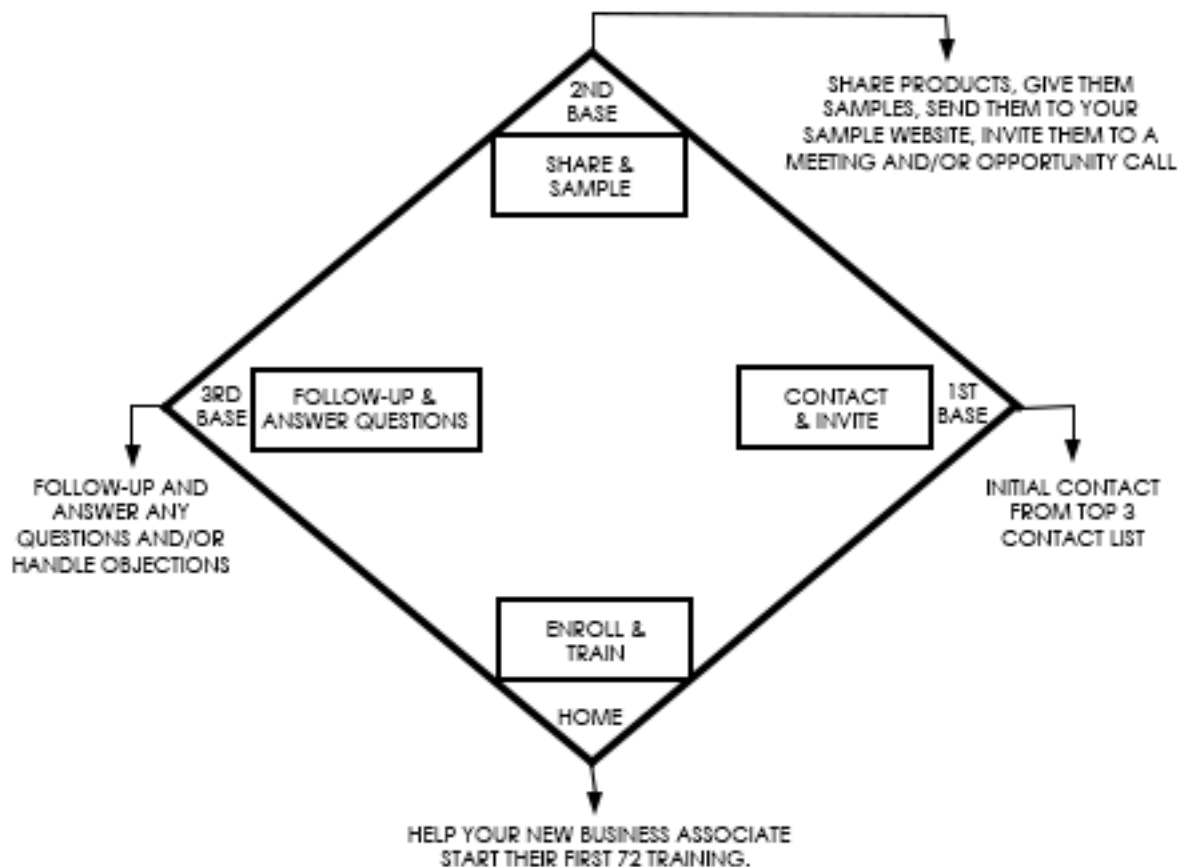 2ND
BASE
SHARE &
SAMPLE
SHARE PRODUCTS, GIVE THEM
SAMPLES, SEND THEM TO YOUR
SAMPLE WEBSITE, INVITE THEM TO A
MEETING AND/OR OPPORTUNITY CALL
3RD
BASE
FOLLOW-UP &
ANSWER QUESTIONS
CONTACT
& INVITE
1ST
BASE
FOLLOW-UP AND
ANSWER ANY
QUESTIONS AND/OR
HANDLE OBJECTIONS
INITIAL CONTACT
FROM TOP 3
CONTACT LIST
ENROLL &
TRAIN
HOME
HELP YOUR NEW BUSINESS ASSOCIATE
START THEIR FIRST 72 TRAINING.